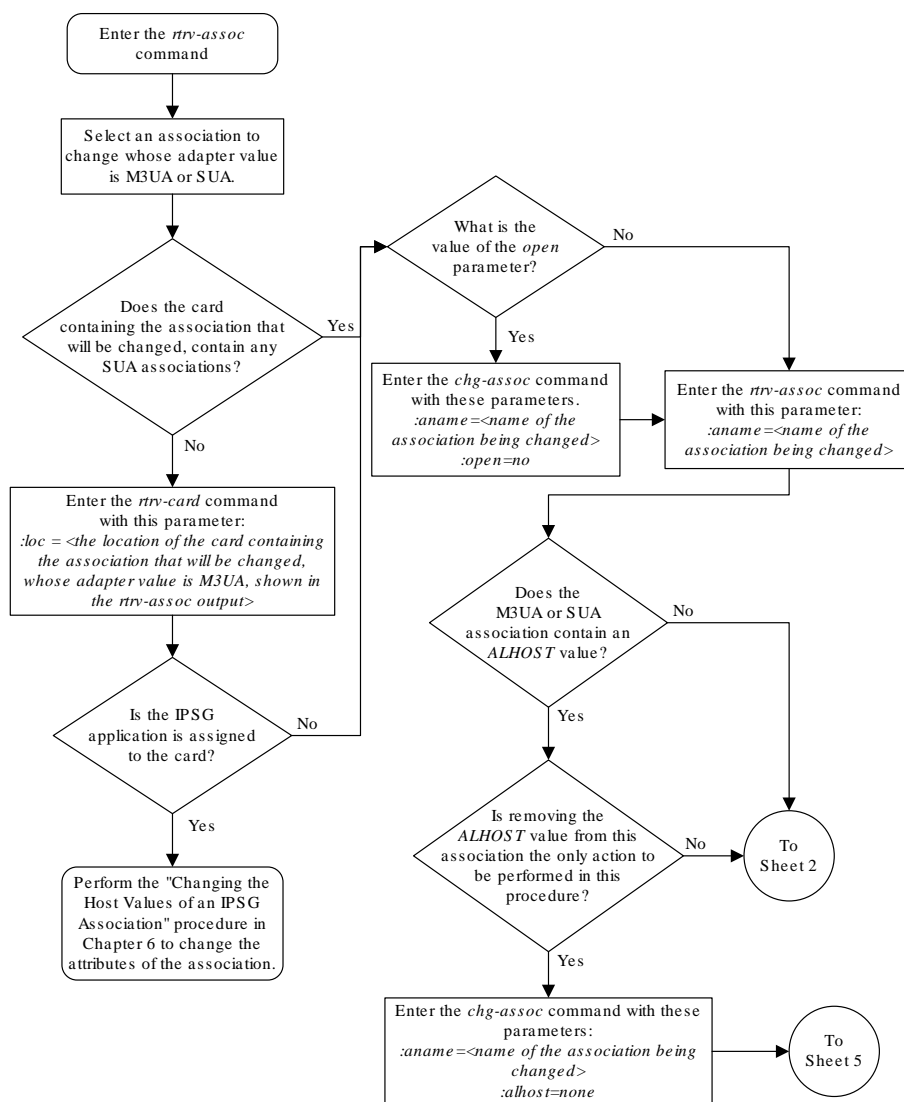 Enter the rtrv-assoc
command
Select an association to
change whose adapter value
is M3UA or SUA.
Does the card
containing the association that
will be changed, contain any
SUA associations?
Yes
No
Enter the rtrv-card command
with this parameter:
:loc = <the location of the card containing
the association that will be changed,
whose adapter value is M3UA, shown in
the rtrv-assoc output>
Is the IPSG
application is assigned
to the card?
No
Yes
Perform the "Changing the
Host Values of an IPSG
Association" procedure in
Chapter 6 to change the
attributes of the association.
What is the
value of the open
parameter?
No
Yes
Enter the chg-assoc command
with these parameters.
:aname=<name of the
association being changed>
:open=no
Enter the rtrv-assoc command
with this parameter:
:aname=<name of the
association being changed>
Does the
M3UA or SUA
association contain an
ALHOST value?
No
Yes
Is removing the
ALHOST value from this
association the only action to
be performed in this
procedure?
No
Yes
To
Sheet 2
Enter the chg-assoc command with these
parameters:
:aname=<name of the association being
changed>
:alhost=none
To
Sheet 5